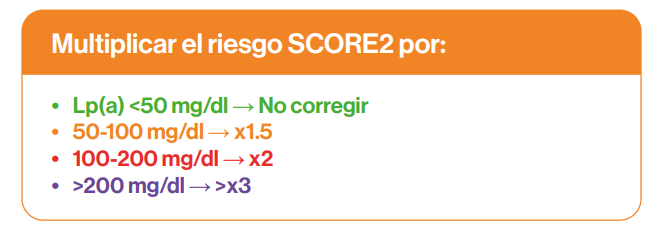 Multiplicar el riesgo SCORE2 por:
• Lp(a) <50 mg/dl → No corregir
• 50-100 mg/dl → x1.5
• 100-200 mg/dl → x2
• >200 mg/dl → >x3